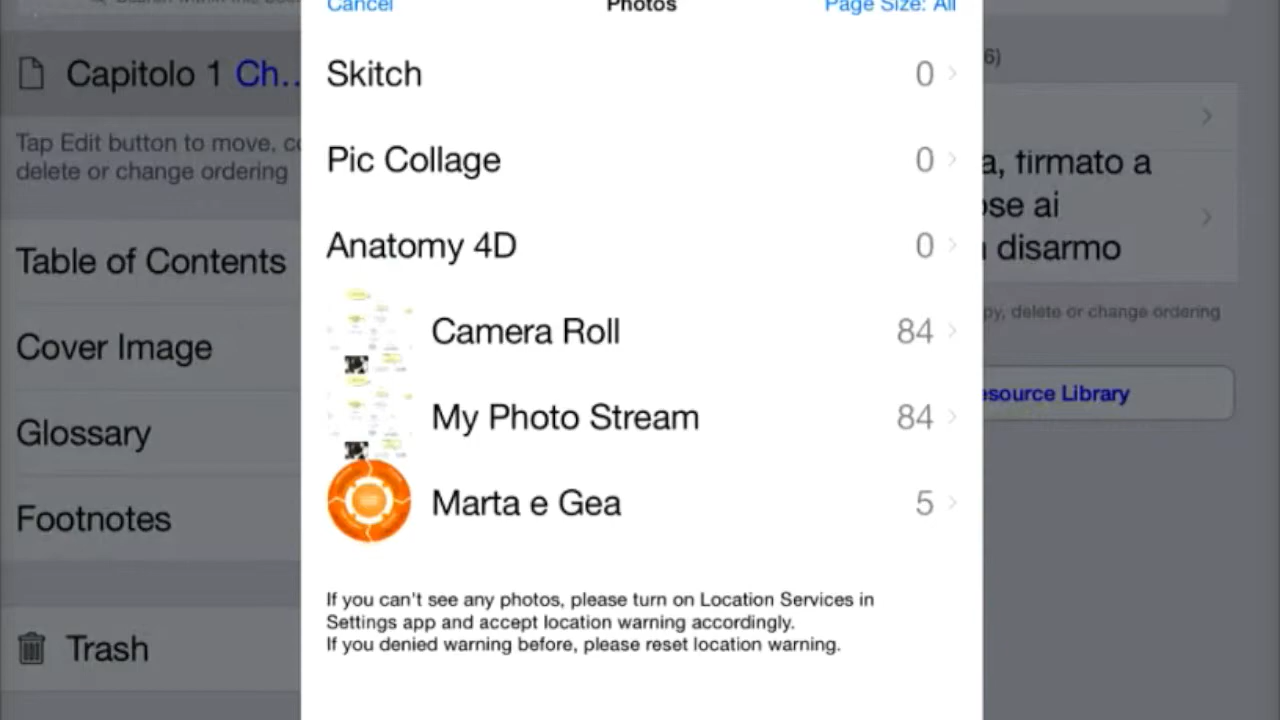 Cancel
Photos
Page Size: All
Capitolo 1 Ch...
Tap Edit button to move, c
delete or change ordering
Table of Contents
Cover Image
Glossary
Footnotes
Trash
Skitch 0
Pic Collage 0
Anatomy 4D 0
Camera Roll 84
My Photo Stream 84
Marta e Gea 5
If you can't see any photos, please turn on Location Services in
Settings app and accept location warning accordingly.
If you denied warning before, please reset location warning.
6)
a, firmato a
ose ai
disarmo
py, delete or change ordering
esource Library